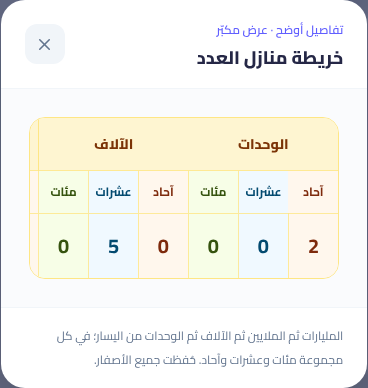 تفاصيل أوضح · عرض مكبّر
خريطة منازل العدد
الوحدات الآلاف
آحاد عشرات مئات آحاد عشرات مئات
2 0 0 0 5 0
المليارات ثم الملايين ثم الآلاف ثم الوحدات من اليسار؛ في كل
مجموعة مئات وعشرات وآحاد. حُفظت جميع الأصفار.